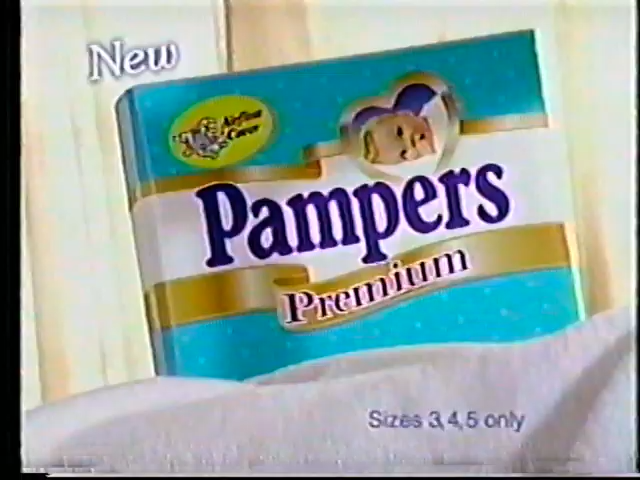 New
Airflow
Cover
Pampers
Premium
Sizes 3,4,5 only